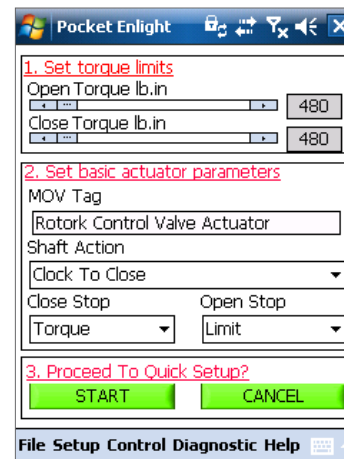 Pocket Enlight
1. Set torque limits
Open Torque lb.in
480
Close Torque lb.in
480
2. Set basic actuator parameters
MOV Tag
Rotork Control Valve Actuator
Shaft Action
Clock To Close
Close Stop Open Stop
Torque Limit
3. Proceed To Quick Setup?
START CANCEL
File Setup Control Diagnostic Help